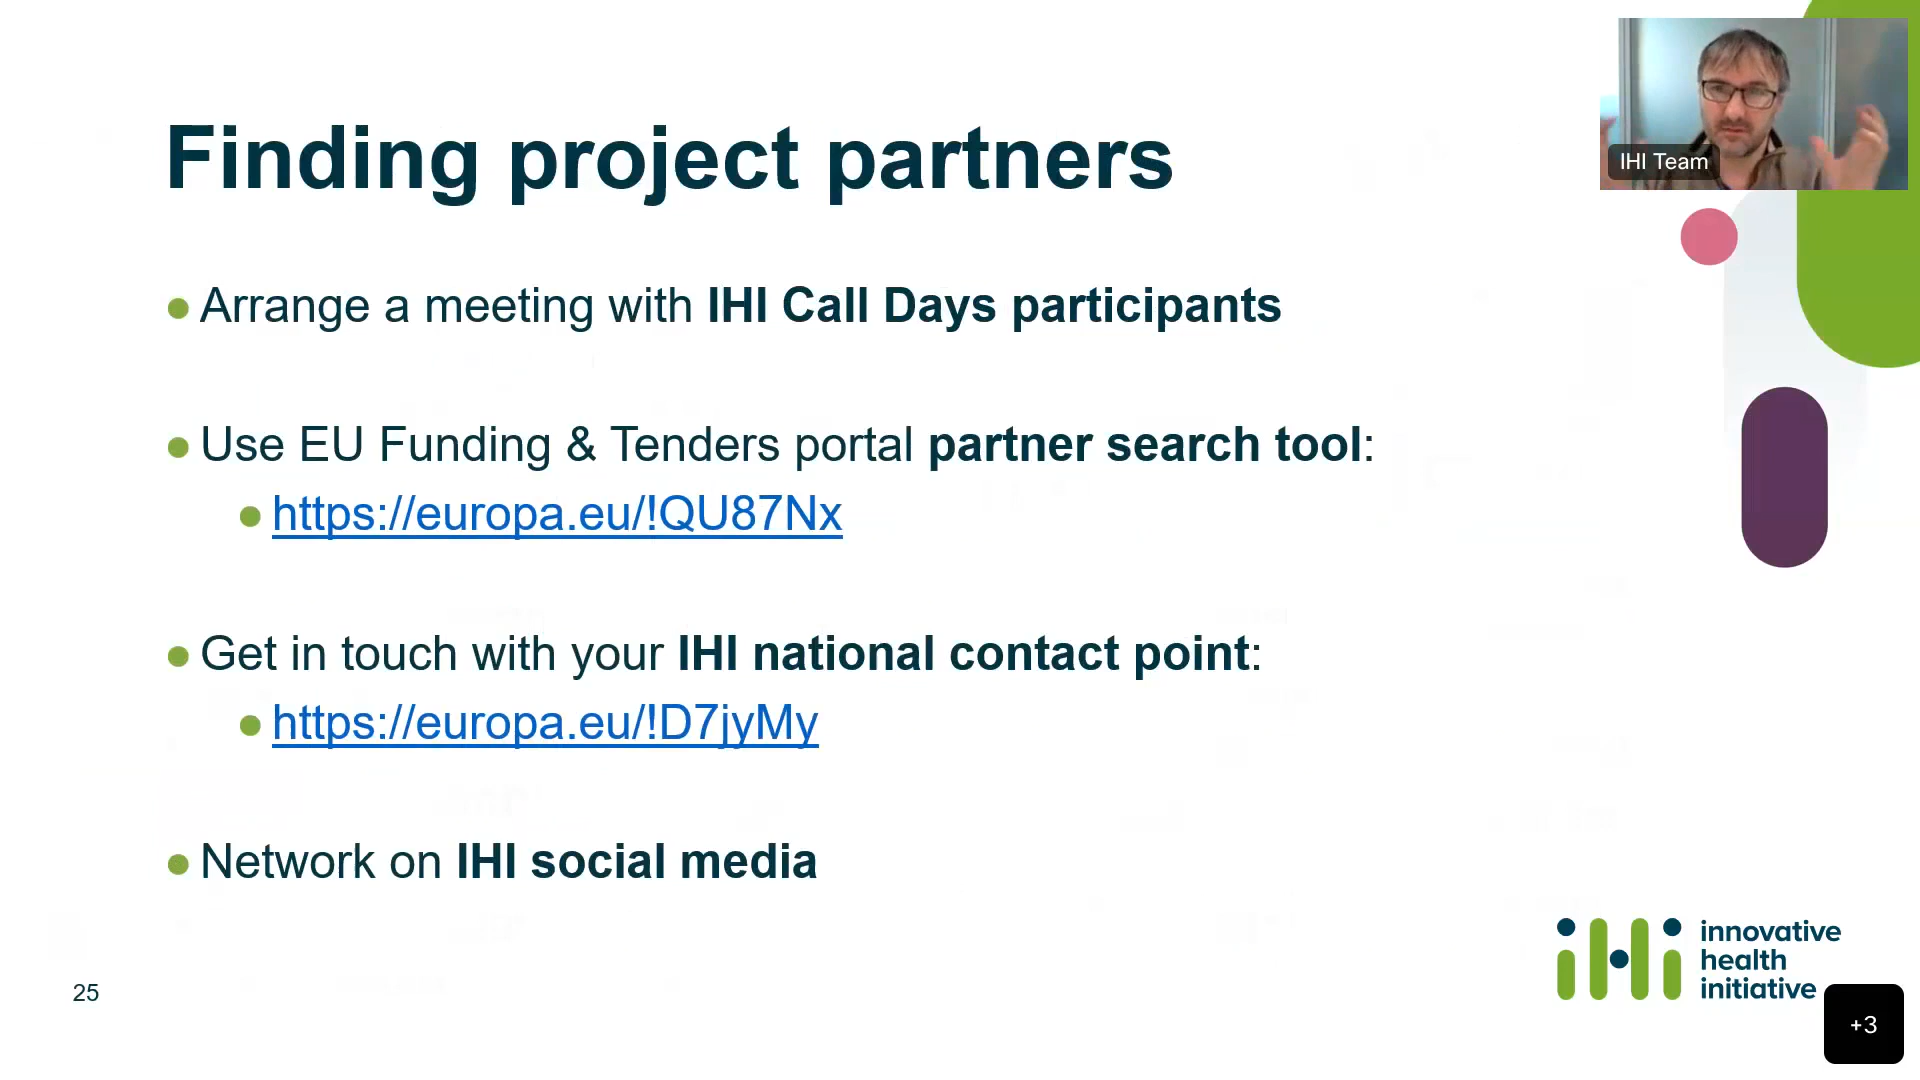 Finding project partners
IHI Team
Arrange a meeting with IHI Call Days participants
Use EU Funding & Tenders portal partner search tool:
https://europa.eu/!QU87Nx
Get in touch with your IHI national contact point:
https://europa.eu/!D7jyMy
Network on IHI social media
25
iHi
innovative
health
initiative
+3